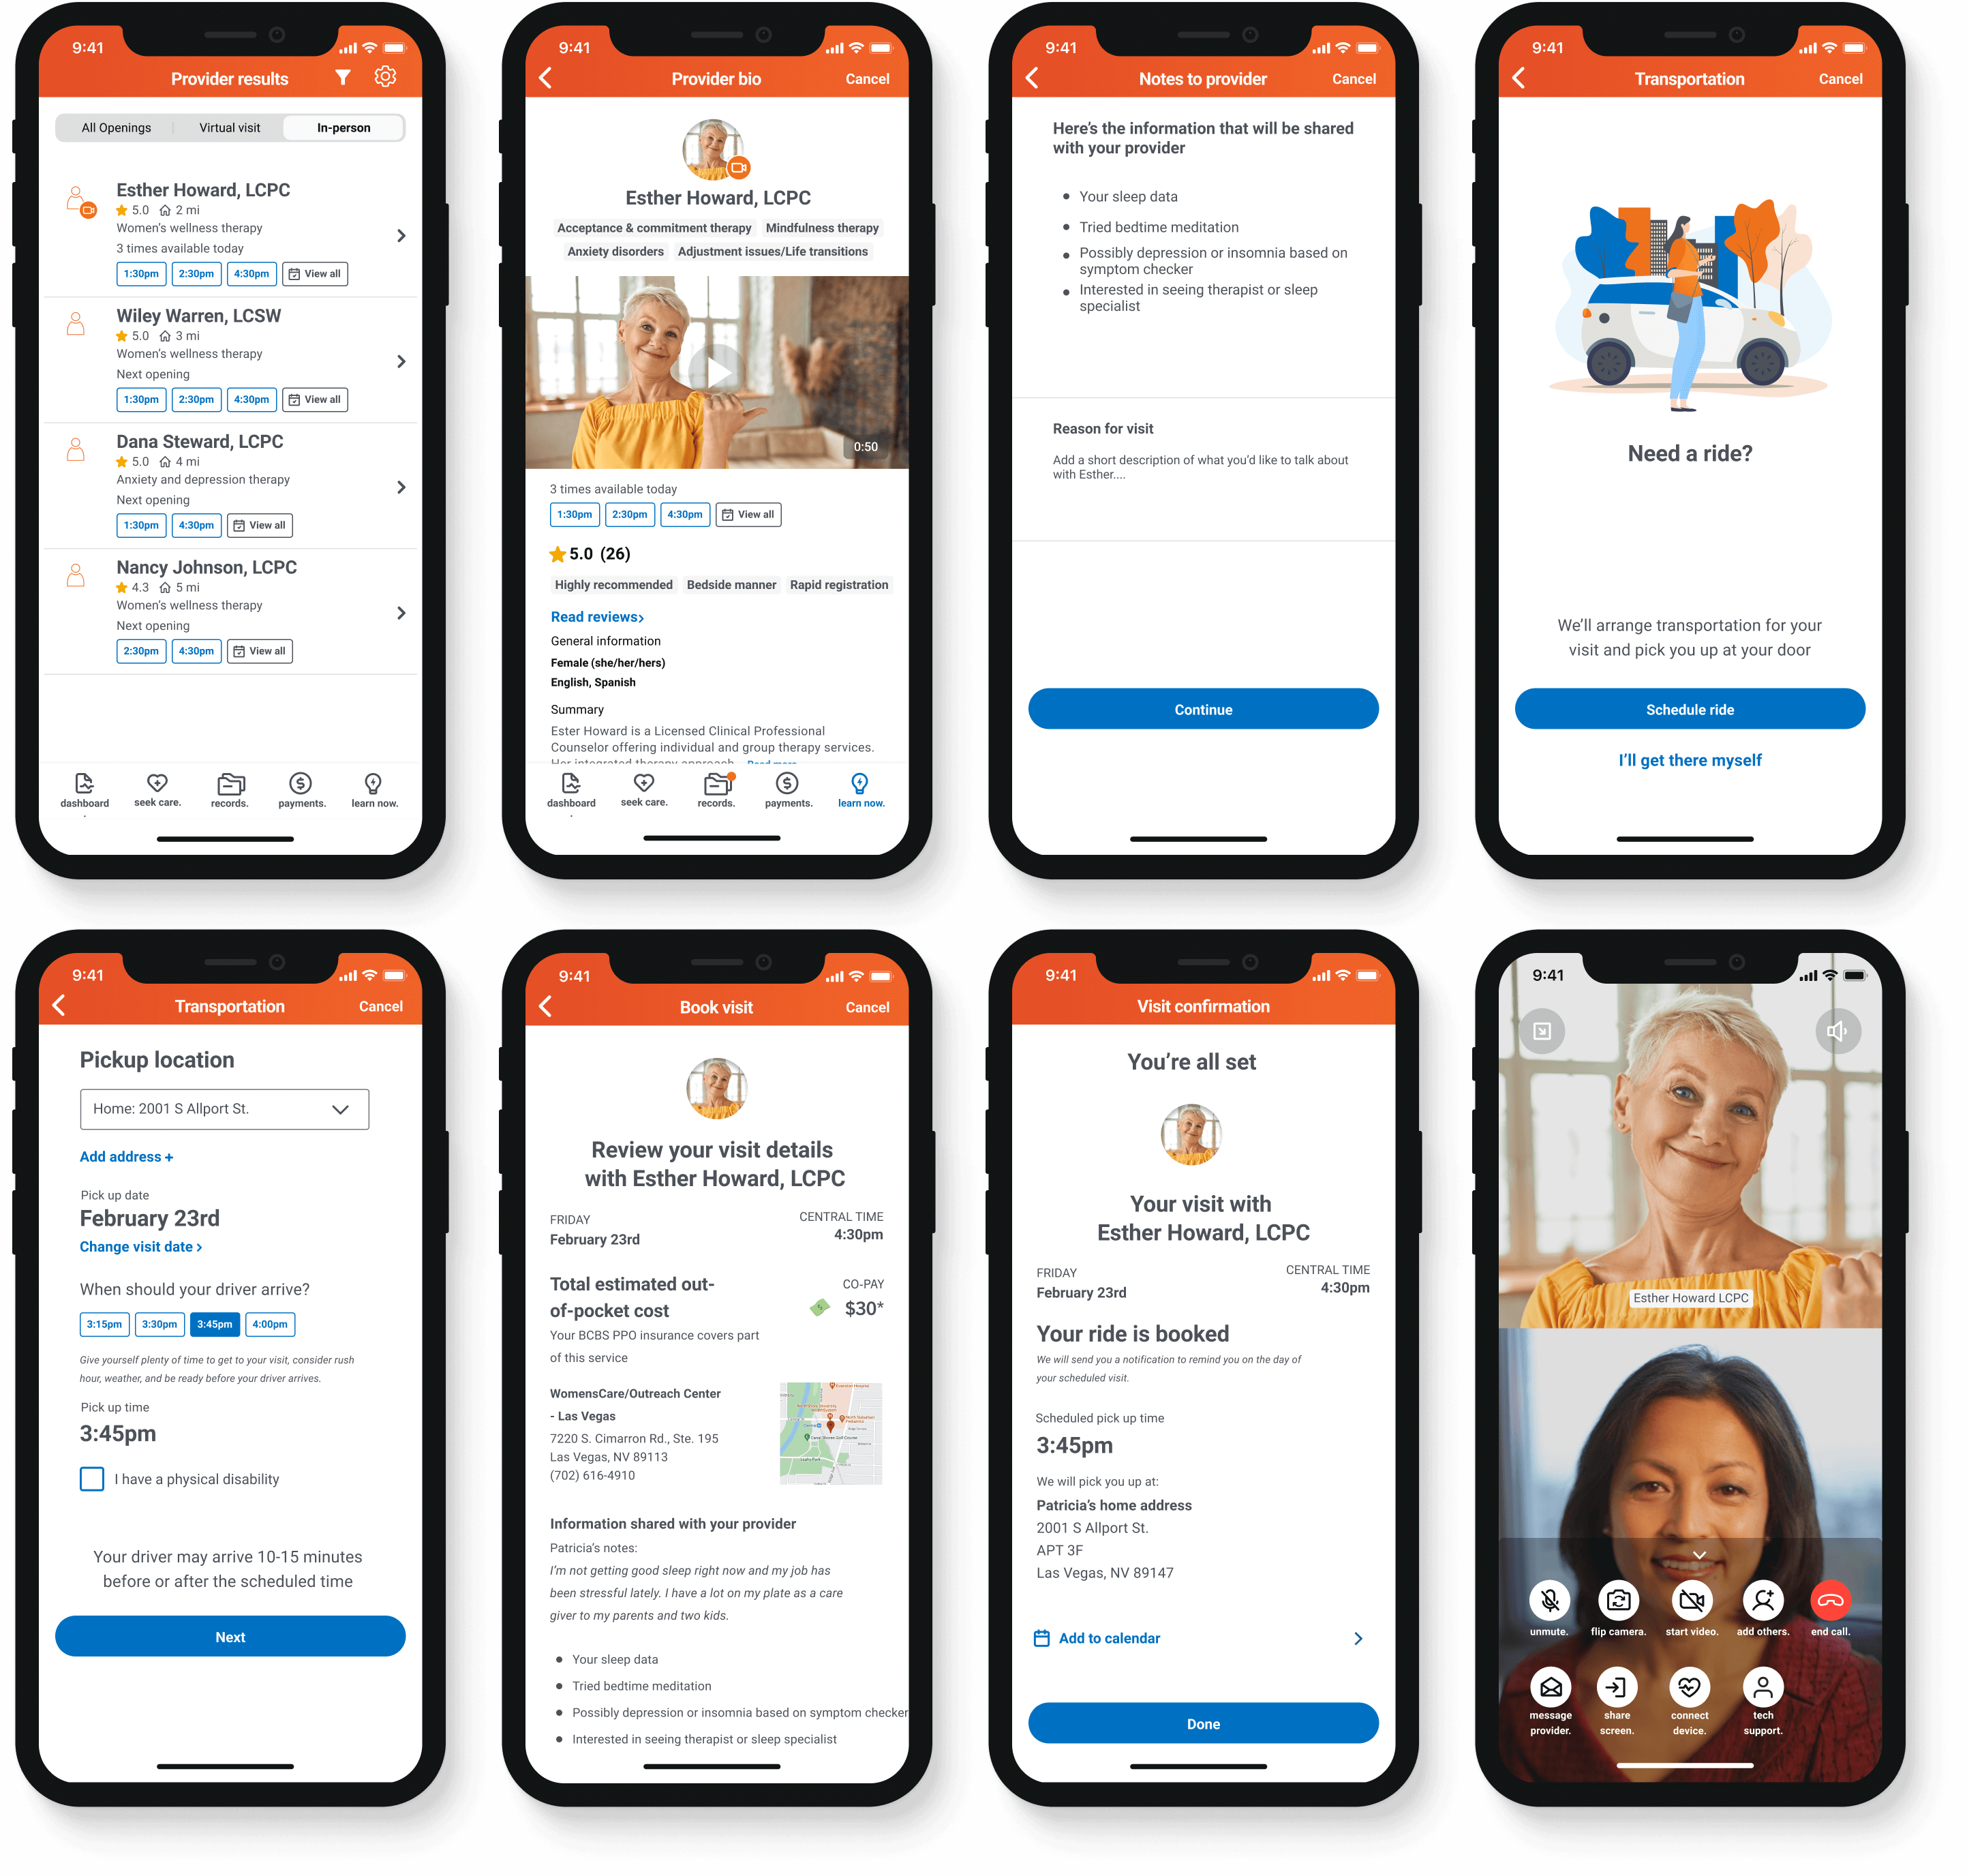 9:41
Provider results
All Openings
Virtual visit
In-person
Esther Howard, LCPC
5.0 2 mi
Women's wellness therapy
3 times available today
1:30pm 2:30pm 4:30pm View all
Wiley Warren, LCSW
5.0 3 mi
Women's wellness therapy
Next opening
1:30pm 2:30pm 4:30pm View all
Dana Steward, LCPC
5.0 4 mi
Anxiety and depression therapy
Next opening
1:30pm 4:30pm View all
Nancy Johnson, LCPC
4.3 5 mi
Women's wellness therapy
Next opening
2:30pm 4:30pm View all
dashboard seek care. records. payments. learn now.
.
9:41
Provider bio
Cancel
Esther Howard, LCPC
Acceptance & commitment therapy Mindfulness therapy
Anxiety disorders Adjustment issues/Life transitions
0:50
3 times available today
1:30pm 2:30pm 4:30pm View all
5.0 (26)
Highly recommended Bedside manner Rapid registration
Read reviews>
General information
Female (she/her/hers)
English, Spanish
Summary
Ester Howard is a Licensed Clinical Professional
Counselor offering individual and group therapy services.
Her integrated therapy approach... Read more
dashboard seek care. records. payments. learn now.
.
9:41
Notes to provider
Cancel
Here's the information that will be shared
with your provider
• Your sleep data
• Tried bedtime meditation
• Possibly depression or insomnia based on
symptom checker
• Interested in seeing therapist or sleep
specialist
Reason for visit
Add a short description of what you'd like to talk about
with Esther....
Continue
9:41
Transportation
Cancel
Need a ride?
We'll arrange transportation for your
visit and pick you up at your door
Schedule ride
I'll get there myself
9:41
Transportation
Cancel
Pickup location
Home: 2001 S Allport St.
Add address +
Pick up date
February 23rd
Change visit date >
When should your driver arrive?
3:15pm 3:30pm 3:45pm 4:00pm
Give yourself plenty of time to get to your visit, consider rush
hour, weather, and be ready before your driver arrives.
Pick up time
3:45pm
I have a physical disability
Your driver may arrive 10-15 minutes
before or after the scheduled time
Next
9:41
Book visit
Cancel
Review your visit details
with Esther Howard, LCPC
FRIDAY
February 23rd
CENTRAL TIME
4:30pm
Total estimated out-
of-pocket cost
CO-PAY
$30*
Your BCBS PPO insurance covers part
of this service
WomensCare/Outreach Center
- Las Vegas
7220 S. Cimarron Rd., Ste. 195
Las Vegas, NV 89113
(702) 616-4910
Information shared with your provider
Patricia's notes:
I'm not getting good sleep right now and my job has
been stressful lately. I have a lot on my plate as a care
giver to my parents and two kids.
• Your sleep data
• Tried bedtime meditation
• Possibly depression or insomnia based on symptom checker
• Interested in seeing therapist or sleep specialist
9:41
Visit confirmation
You're all set
Your visit with
Esther Howard, LCPC
FRIDAY
February 23rd
CENTRAL TIME
4:30pm
Your ride is booked
We will send you a notification to remind you on the day of
your scheduled visit.
Scheduled pick up time
3:45pm
We will pick you up at:
Patricia's home address
2001 S Allport St.
APT 3F
Las Vegas, NV 89147
Add to calendar
Done
9:41
Esther Howard LCPC
unmute. flip camera. start video. add others. end call.
message
provider.
share
screen.
connect
device.
tech
support.